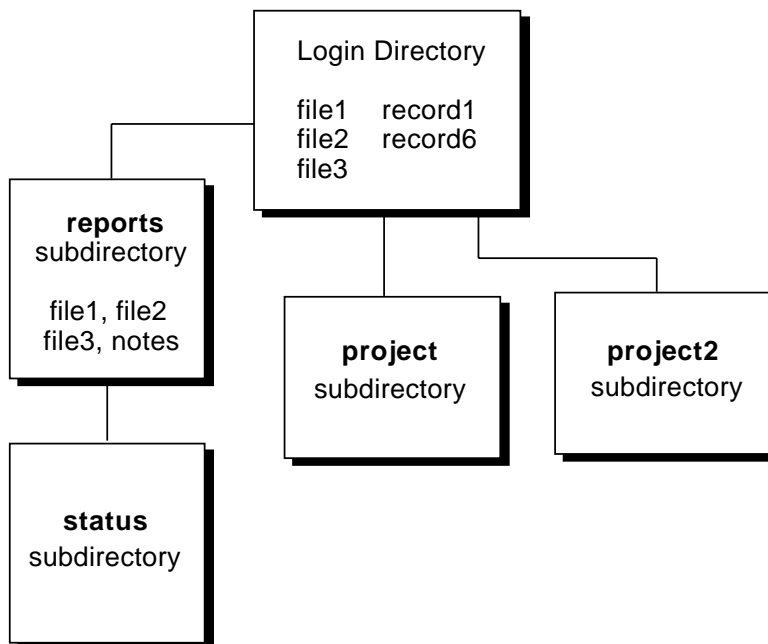 Login Directory
file1 record1
file2 record6
file3
reports
subdirectory
file1, file2
file3, notes
project
subdirectory
project2
subdirectory
status
subdirectory